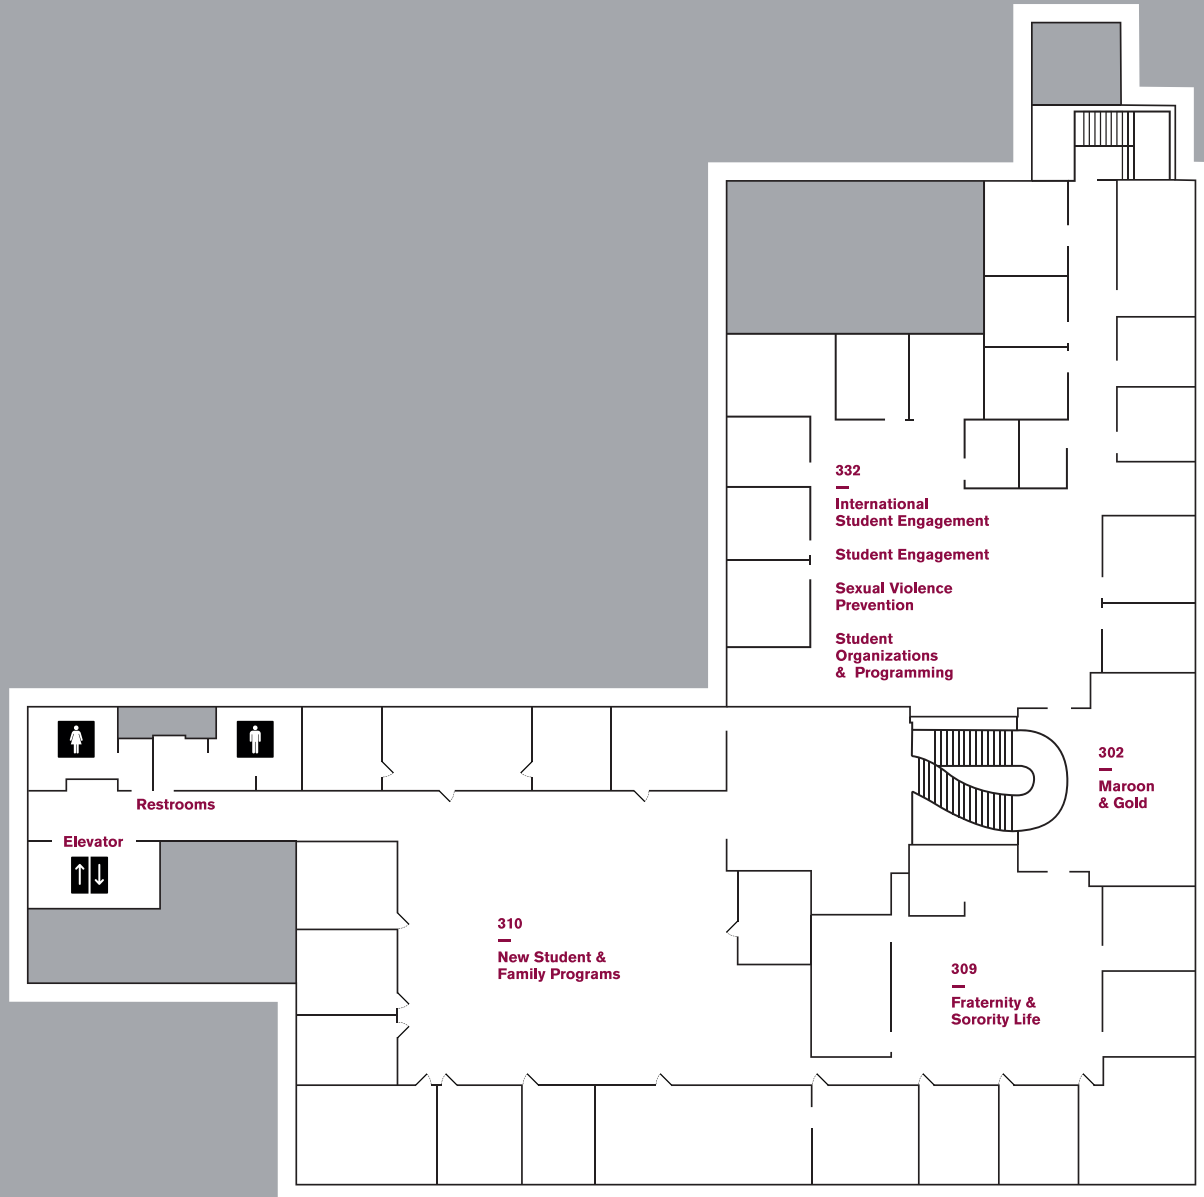 332
International
Student Engagement
Student Engagement
Sexual Violence
Prevention
Student
Organizations
& Programming
302
Maroon
& Gold
Restrooms
Elevator
310
New Student &
Family Programs
309
Fraternity &
Sorority Life